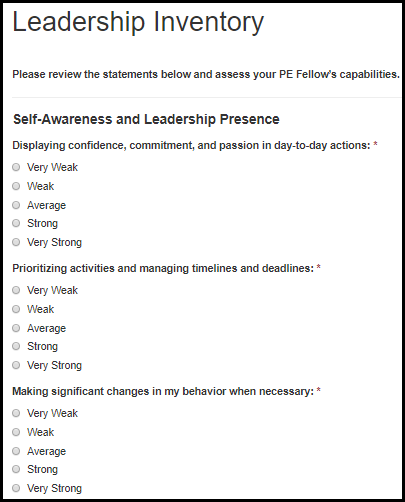 Leadership Inventory
Please review the statements below and assess your PE Fellow's capabilities.
Self-Awareness and Leadership Presence
Displaying confidence, commitment, and passion in day-to-day actions: *
Very Weak
Weak
Average
Strong
Very Strong
Prioritizing activities and managing timelines and deadlines: *
Very Weak
Weak
Average
Strong
Very Strong
Making significant changes in my behavior when necessary: *
Very Weak
Weak
Average
Strong
Very Strong